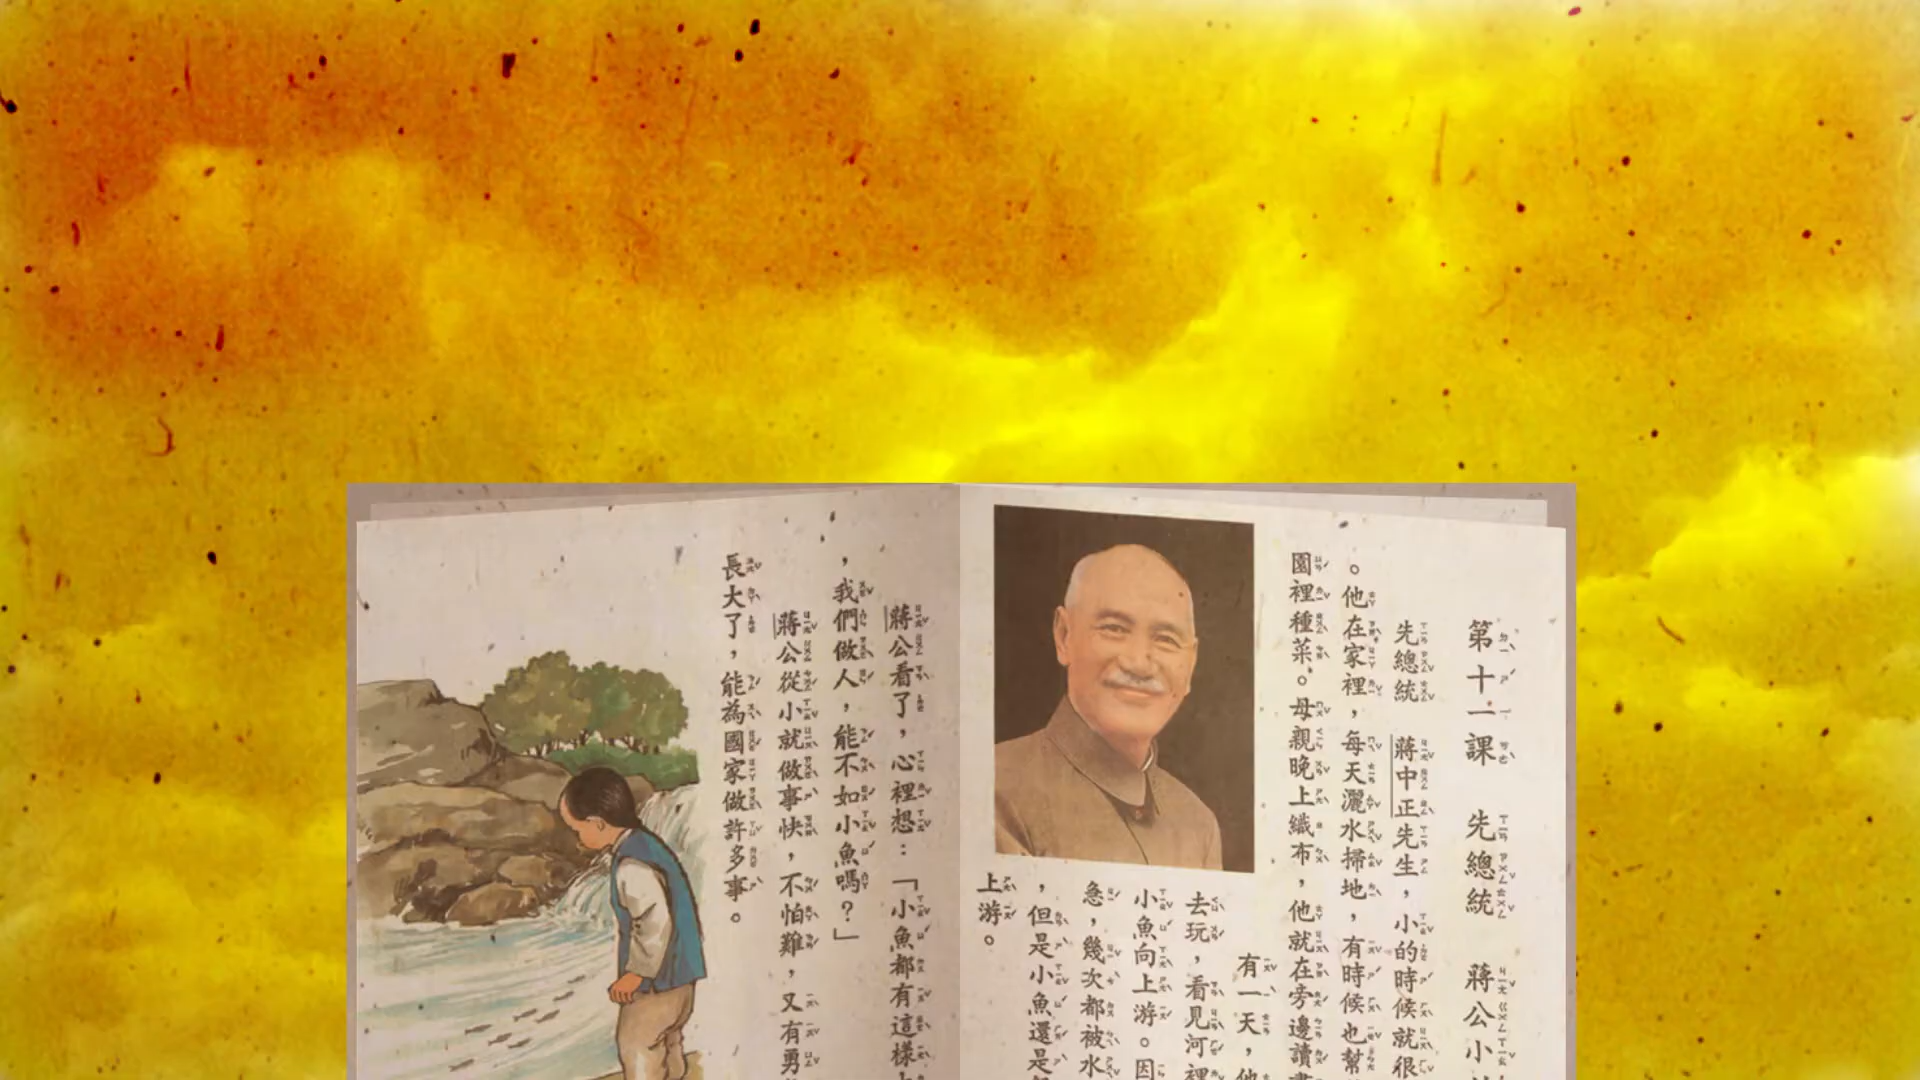 第十一課　先總統　蔣公小
先總統　蔣中正先生，小的時候就很
。他在家裡，每天灑水掃地，有時候也幫
園裡種菜。母親晚上織布，他就在旁邊讀
有一天，他
去玩，看見河裡
小魚向上游。因
急，幾次都被水
，但是小魚還是
上游。
蔣公看了，心裡想：「小魚都有這樣
，我們做人，能不如小魚嗎？」
蔣公從小就做事快，不怕難，又有勇
長大了，能為國家做許多事。